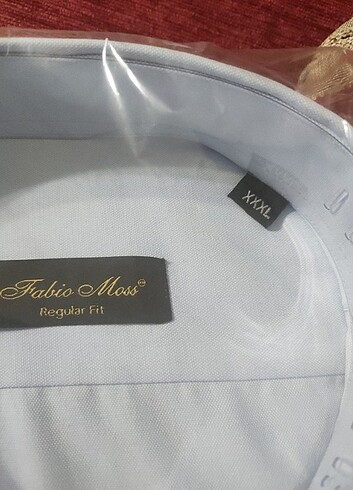 XXXL
Fabio Moss
Regular Fit